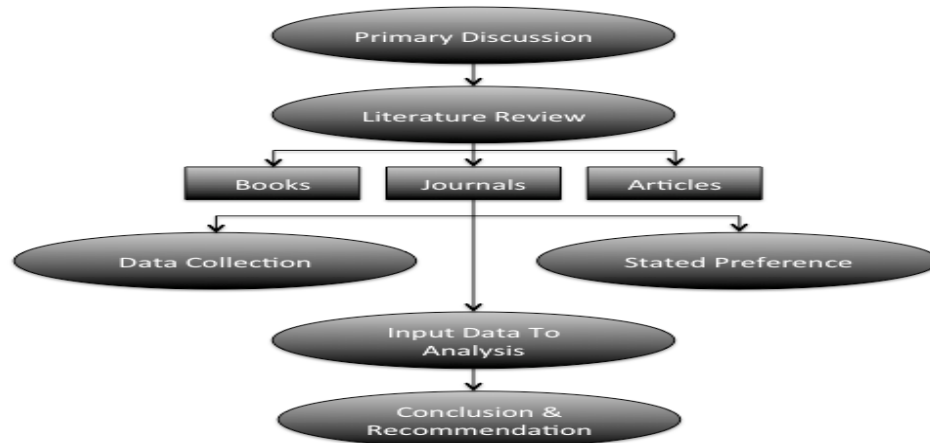 Primary Discussion
Literature Review
Books
Journals
Articles
Data Collection
Stated Preference
Input Data To
Analysis
Conclusion &
Recommendation